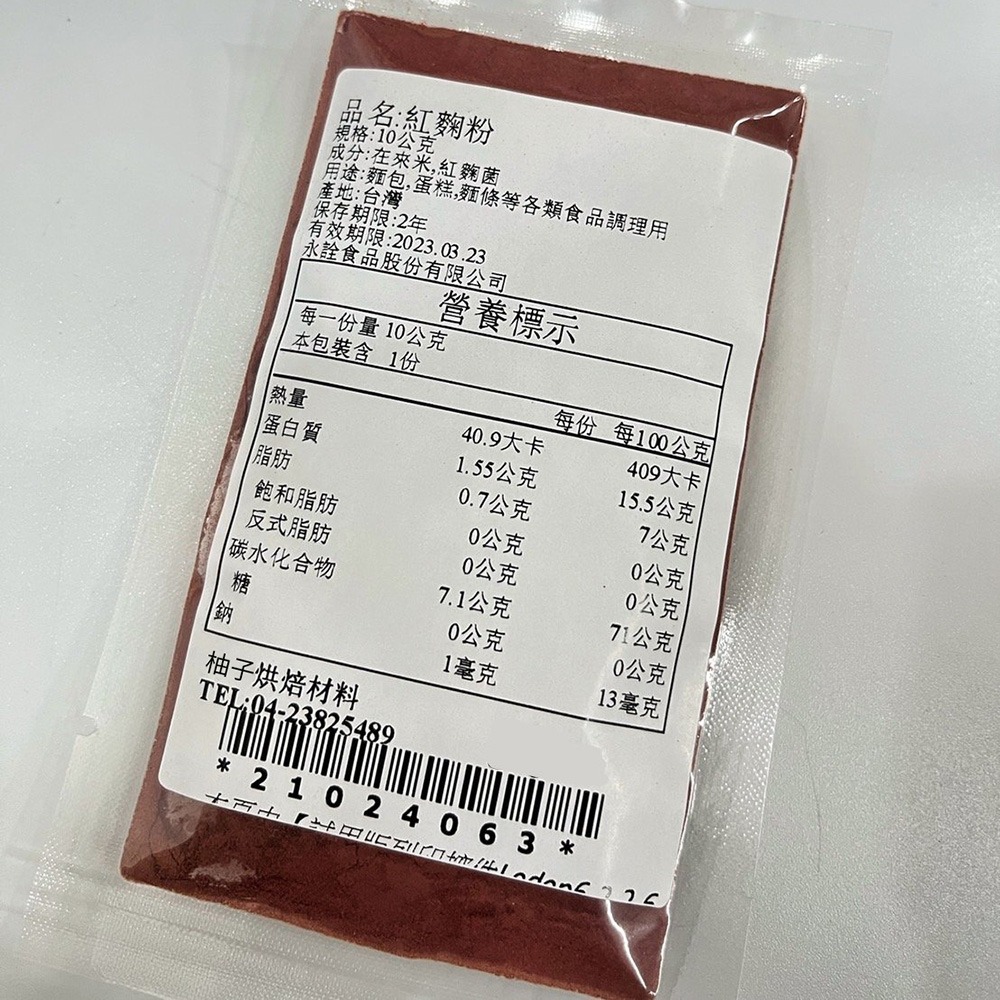 品 名:紅麴粉
規格:10公克
成分:在來米,紅麴菌
用途:麵包,蛋糕,麵條等各類食品調理用
產地:台灣
保存期限:2年
有效期限:2023.03.23
永詮食品股份有限公司
營養標示
每一份量 10公克
本包裝含 1份
每份 每100公克
熱量 40.9大卡 409大卡
蛋白質 1.55公克 15.5公克
脂肪 0.7公克 7公克
飽和脂肪 0公克 0公克
反式脂肪 0公克 0公克
碳水化合物 7.1公克 71公克
糖 0公克 0公克
鈉 1毫克 13毫克
柚子烘焙材料
TEL:04-23825489
*21024063*